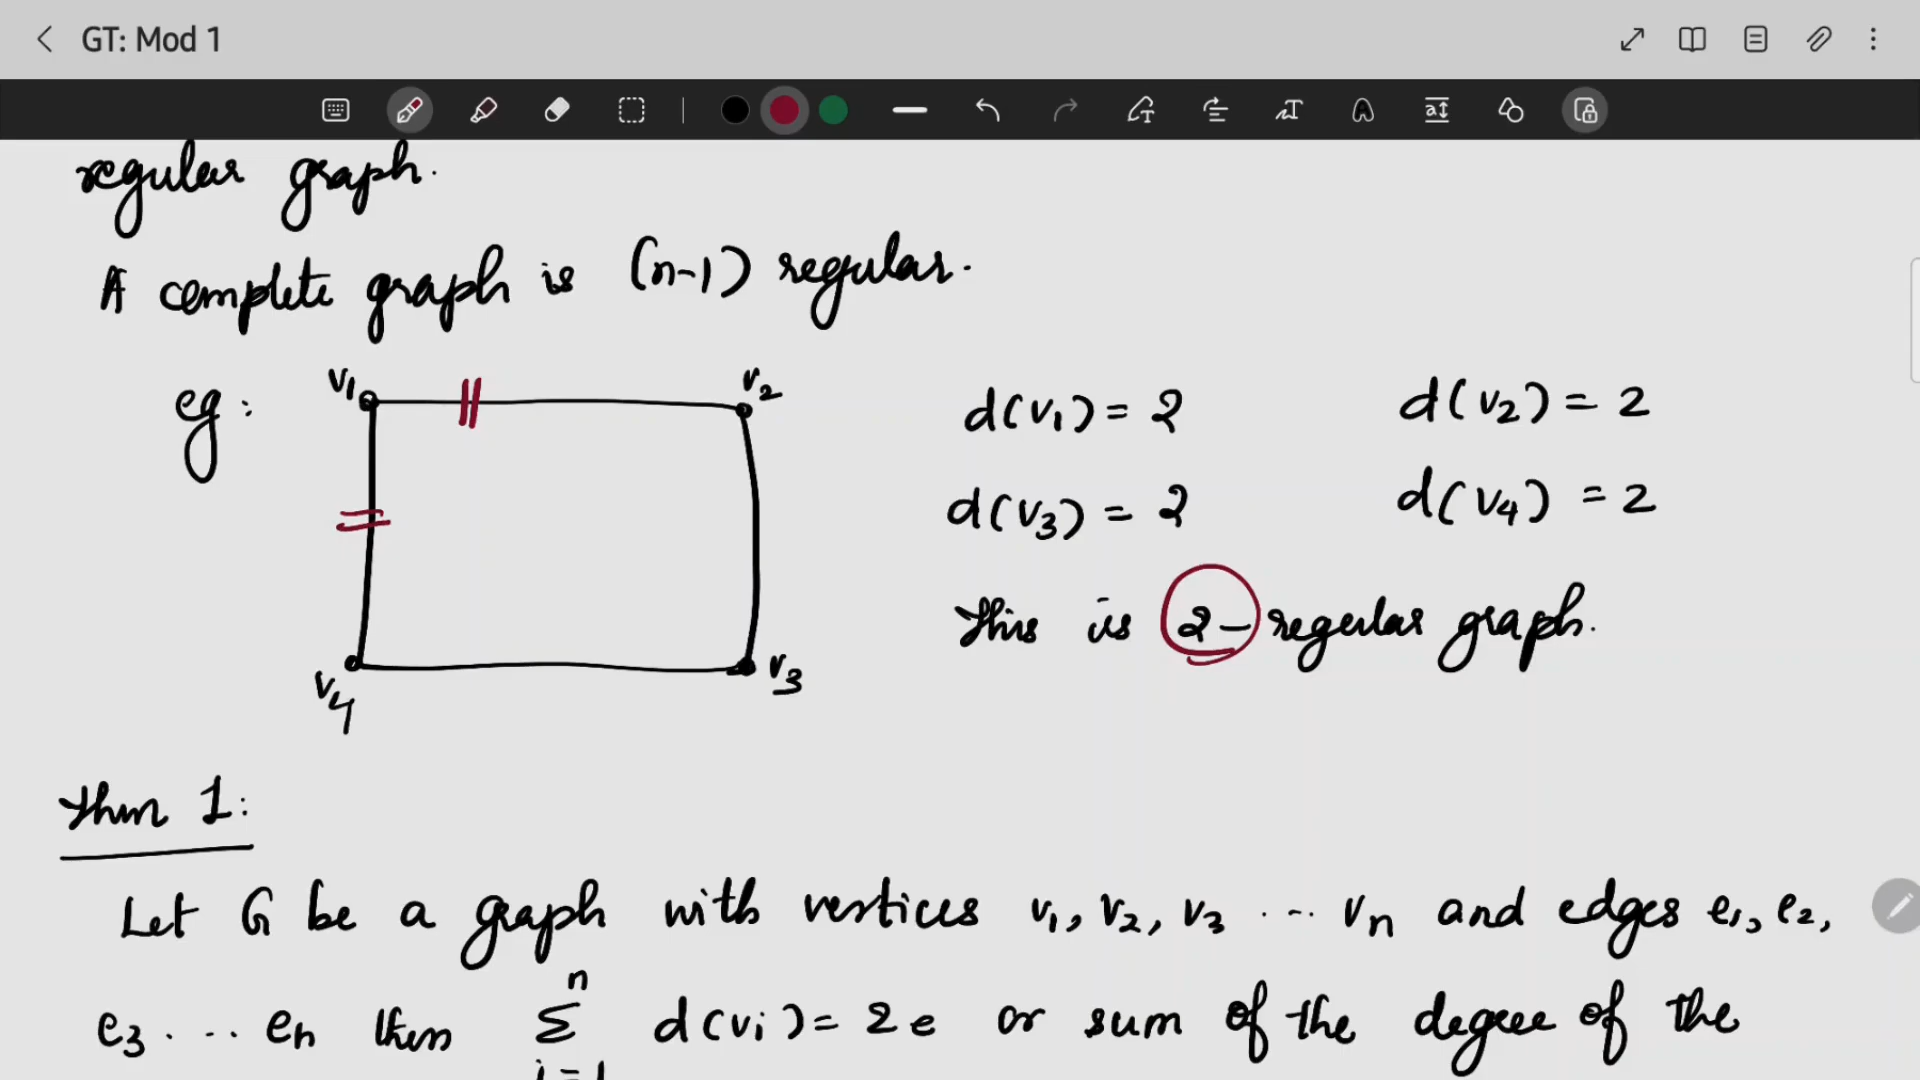 GT: Mod 1
regular graph.
A complete graph is (n-1) regular.
eg:
v1 v2
v4 v3
d(v1) = 2 d(v2) = 2
d(v3) = 2 d(v4) = 2
This is 2- regular graph.
Thm 1:
Let G be a graph with vertices v1, v2, v3 ... vn and edges e1, e2,
e3 .... en then n Σ i=1 d(vi) = 2e or sum of the degree of the